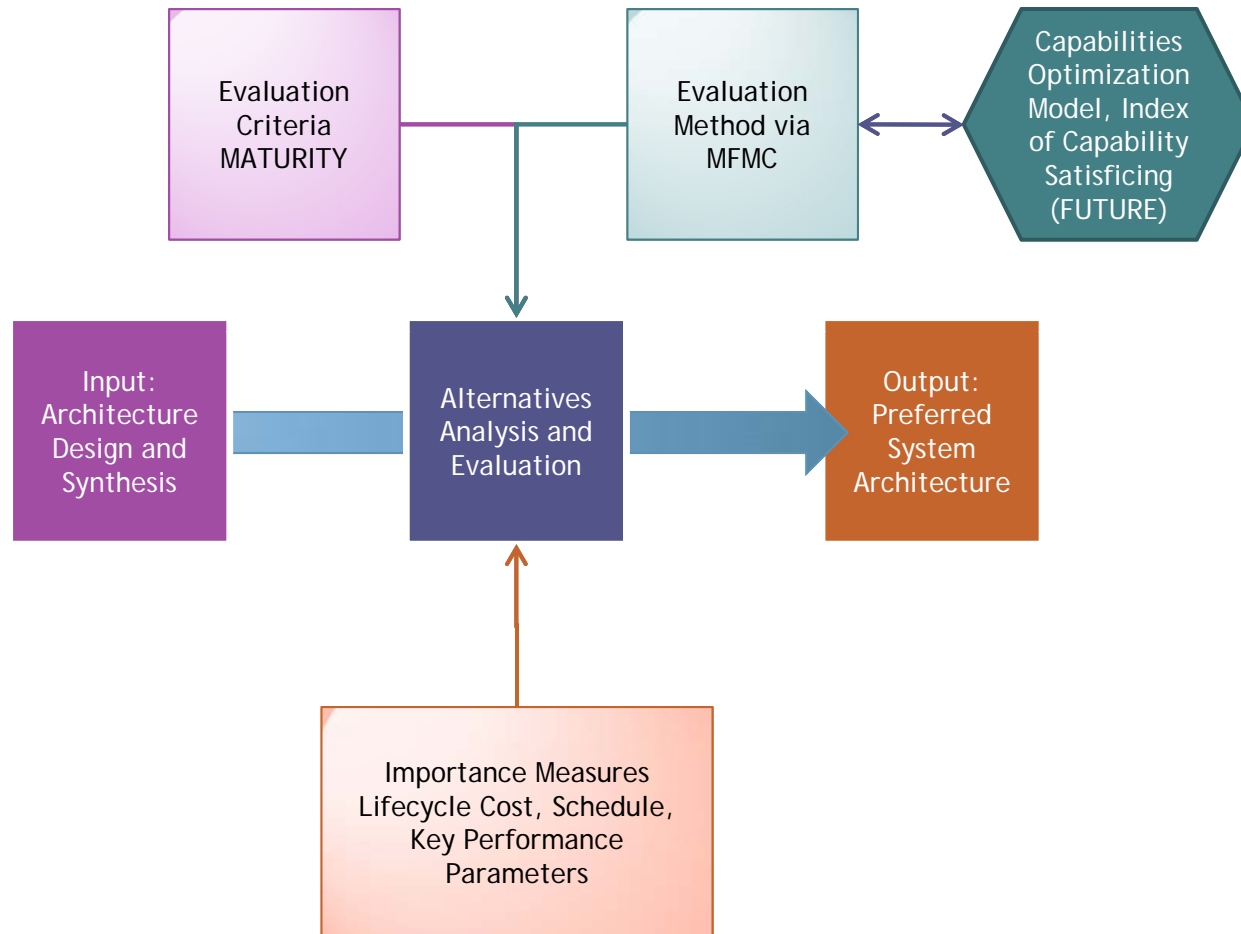 Evaluation
Criteria
MATURITY
Evaluation
Method via
MFMC
Capabilities
Optimization
Model, Index
of Capability
Satisficing
(FUTURE)
Input:
Architecture
Design and
Synthesis
Alternatives
Analysis and
Evaluation
Output:
Preferred
System
Architecture
Importance Measures
Lifecycle Cost, Schedule,
Key Performance
Parameters